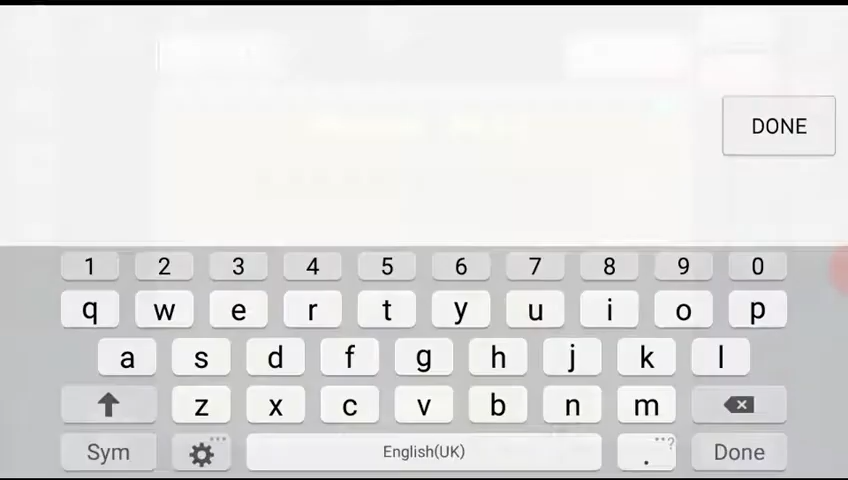 DONE
1 2 3 4 5 6 7 8 9 0
q w e r t y u i o p
a s d f g h j k l
z x c v b n m
Sym English(UK) . ? Done